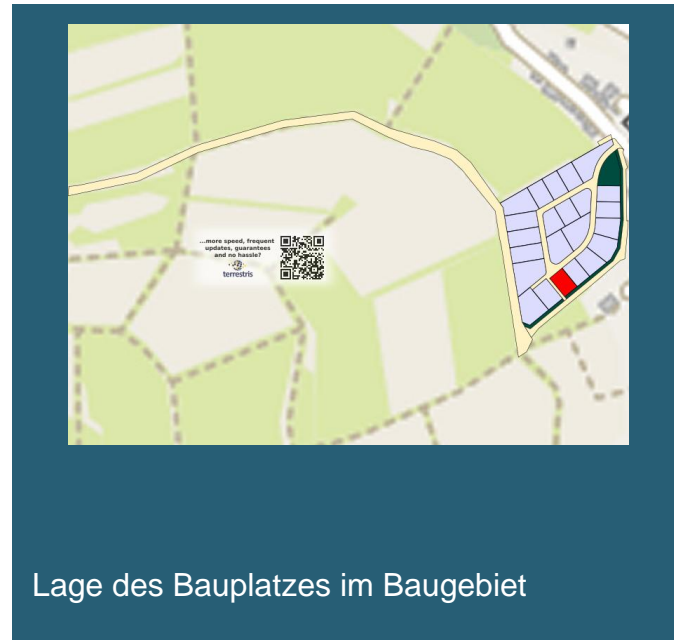 ...more speed, frequent
updates, guarantees
and no hassle?
terrestris
Lage des Bauplatzes im Baugebiet